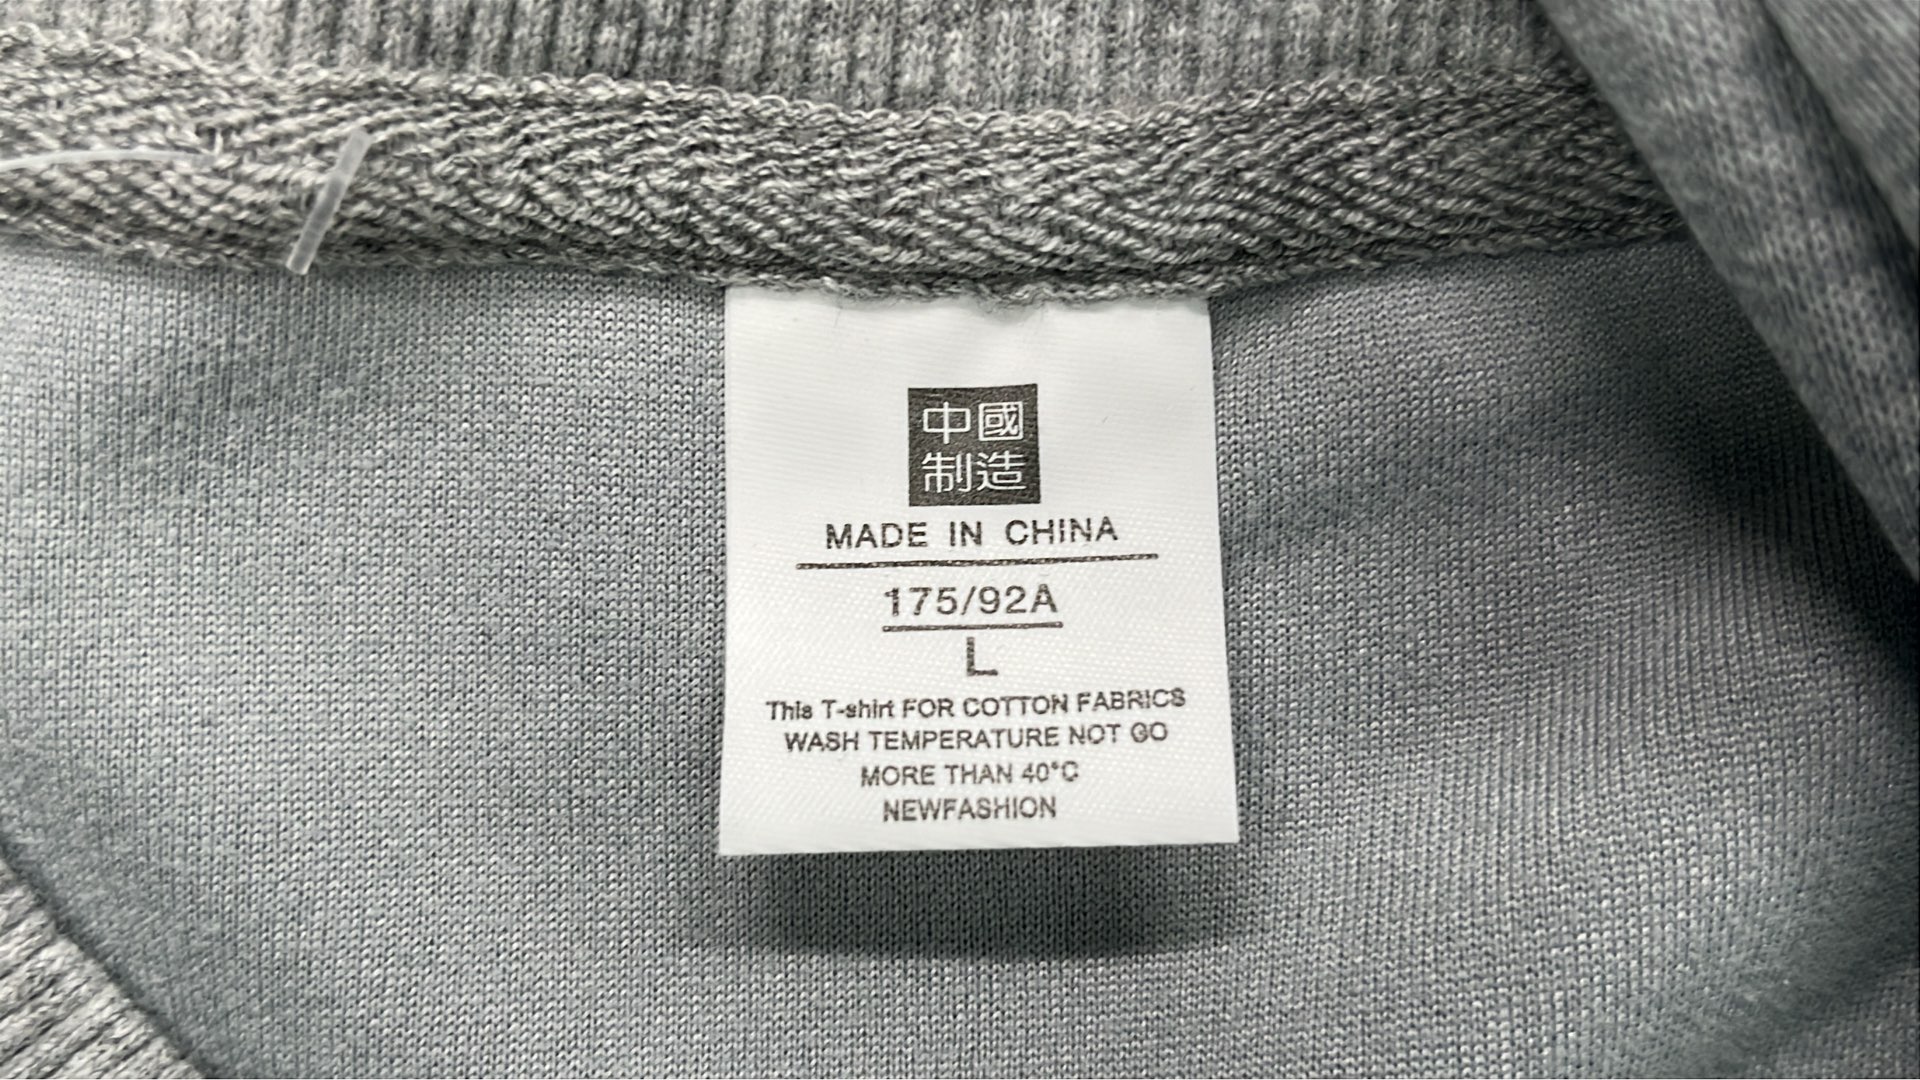 中國
制造
MADE IN CHINA
175/92A
L
This T-shirt FOR COTTON FABRICS
WASH TEMPERATURE NOT GO
MORE THAN 40°C
NEWFASHION